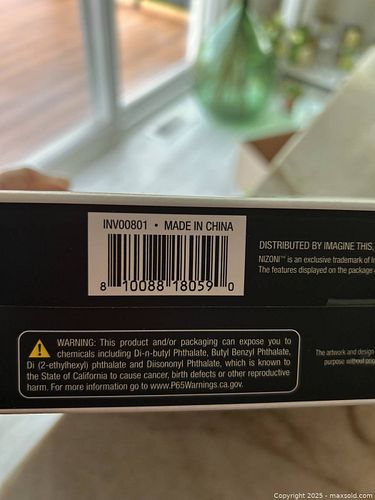 INV00801 • MADE IN CHINA
8 10088 18059 0
DISTRIBUTED BY IMAGINE THIS,
NIZONI™ is an exclusive trademark of
The features displayed on the package
WARNING: This product and/or packaging can expose you to
chemicals including Di-n-butyl Phthalate, Butyl Benzyl Phthalate,
Di (2-ethylhexyl) phthalate and Diisononyl Phthalate, which is known to
the State of California to cause cancer, birth defects or other reproductive
harm. For more information go to www.P65Warnings.ca.gov.
The artwork and design
purpose without
Copyright 2025 - maxsold.com